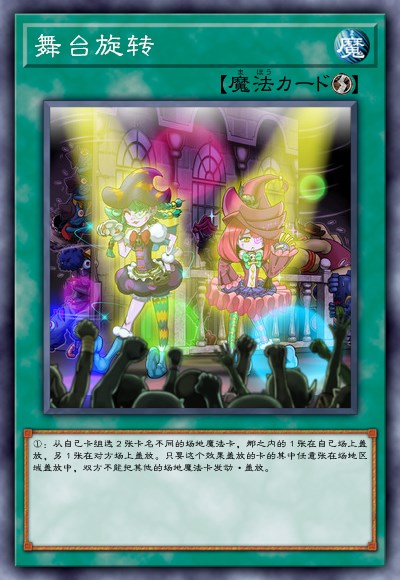 舞台旋转
魔
まほう
【魔法カード】
①:从自己卡组选2张卡名不同的场地魔法卡,那之内的1张在自己场上盖
放,另1张在对方场上盖放。只要这个效果盖放的卡的其中任意张在场地区
域盖放中,双方不能把其他的场地魔法卡发动·盖放。